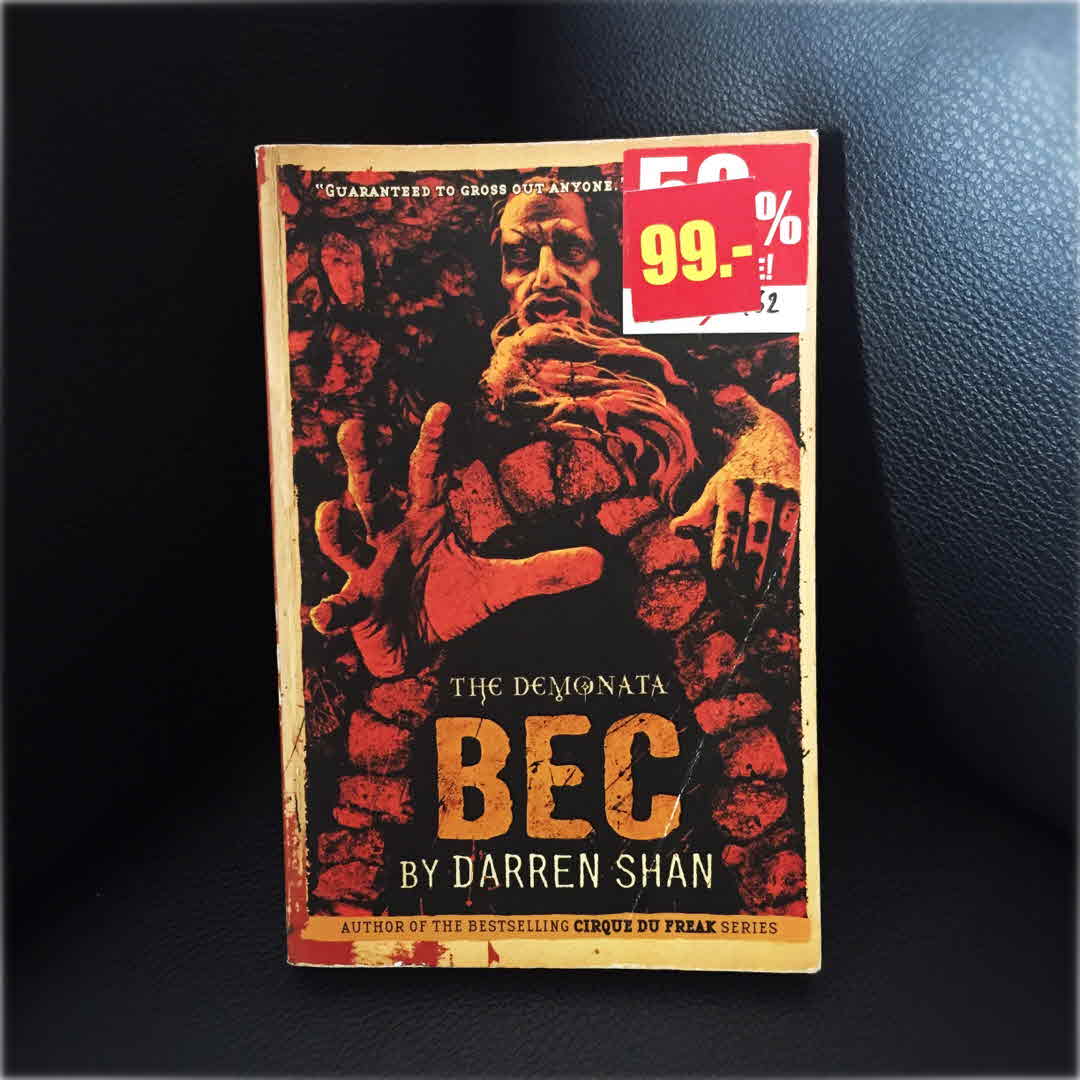 "GUARANTEED TO GROSS OUT ANYONE."
%
99.-
THE DEMONATA
BEC
BY DARREN SHAN
AUTHOR OF THE BESTSELLING CIRQUE DU FREAK SERIES